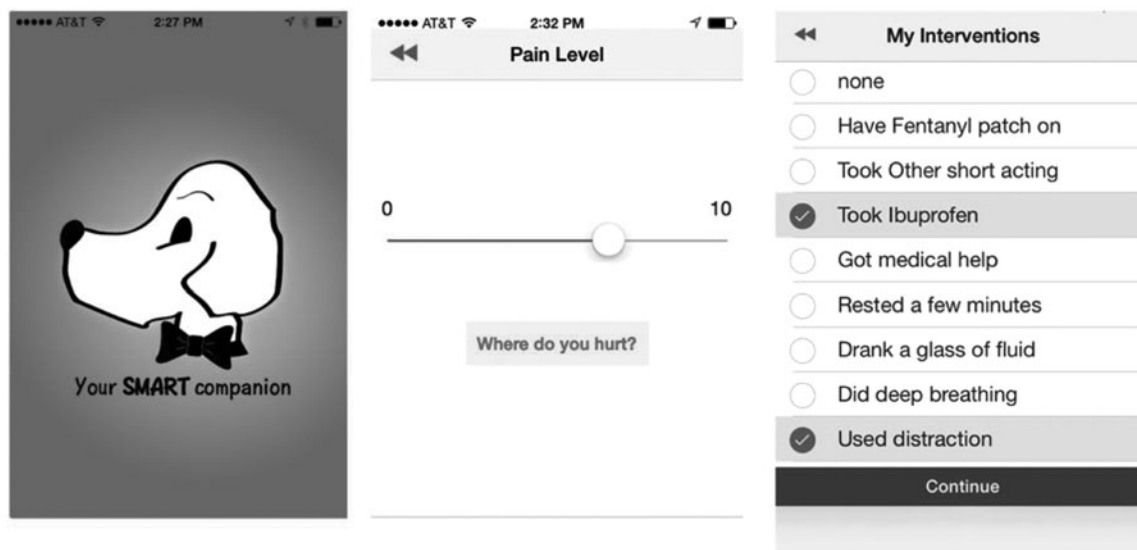 AT&T 2:27 PM
Your SMART companion
AT&T 2:32 PM
Pain Level
0 10
Where do you hurt?
My Interventions
none
Have Fentanyl patch on
Took Other short acting
Took Ibuprofen
Got medical help
Rested a few minutes
Drank a glass of fluid
Did deep breathing
Used distraction
Continue